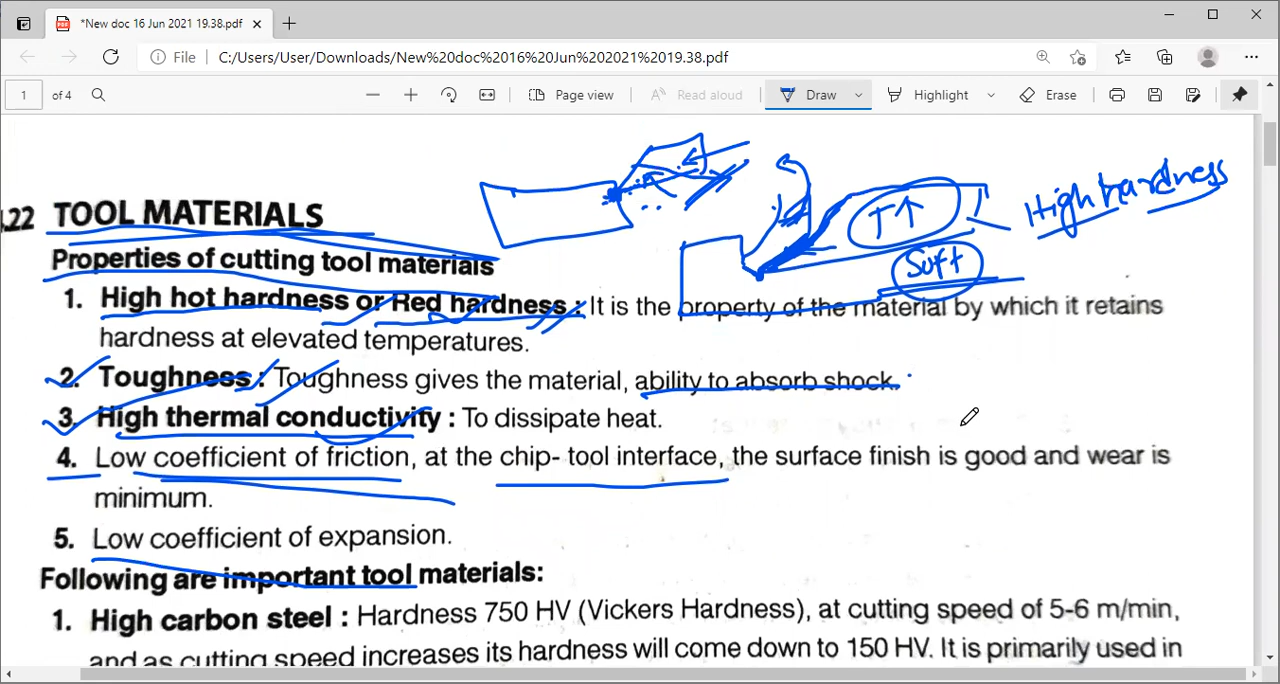 *New doc 16 Jun 2021 19.38.pdf
File C:/Users/User/Downloads/New%20doc%2016%20Jun%202021%2019.38.pdf
1 of 4 Page view Read aloud Draw Highlight Erase
High hardness
T↑
Soft
.22 TOOL MATERIALS
Properties of cutting tool materials
1. High hot hardness or Red hardness : It is the property of the material by which it retains
hardness at elevated temperatures.
2. Toughness : Toughness gives the material, ability to absorb shock.
3. High thermal conductivity : To dissipate heat.
4. Low coefficient of friction, at the chip- tool interface, the surface finish is good and wear is
minimum.
5. Low coefficient of expansion.
Following are important tool materials:
1. High carbon steel : Hardness 750 HV (Vickers Hardness), at cutting speed of 5-6 m/min,
and as cutting speed increases its hardness will come down to 150 HV. It is primarily used in